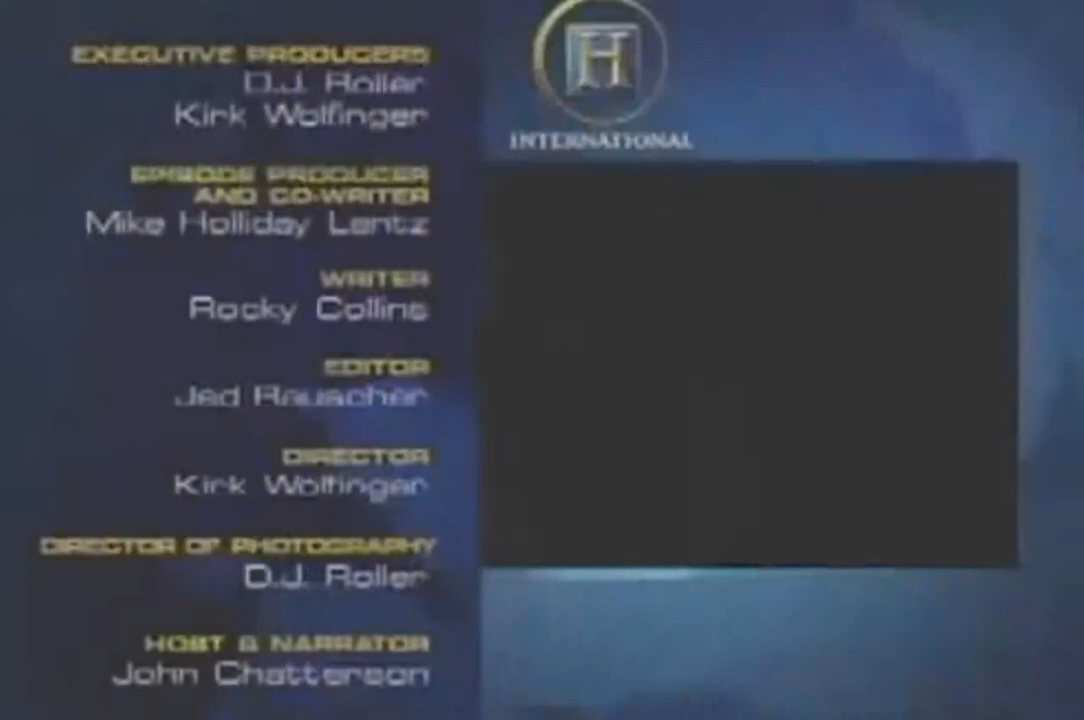 EXECUTIVE PRODUCERS
D.J. Roller
Kirk Wolfinger
EPISODE PRODUCER
AND CO-WRITER
Mike Holliday Lentz
WRITER
Rocky Collins
EDITOR
Jed Rauscher
DIRECTOR
Kirk Wolfinger
DIRECTOR OF PHOTOGRAPHY
D.J. Roller
HOST & NARRATOR
John Chatterson
H
INTERNATIONAL